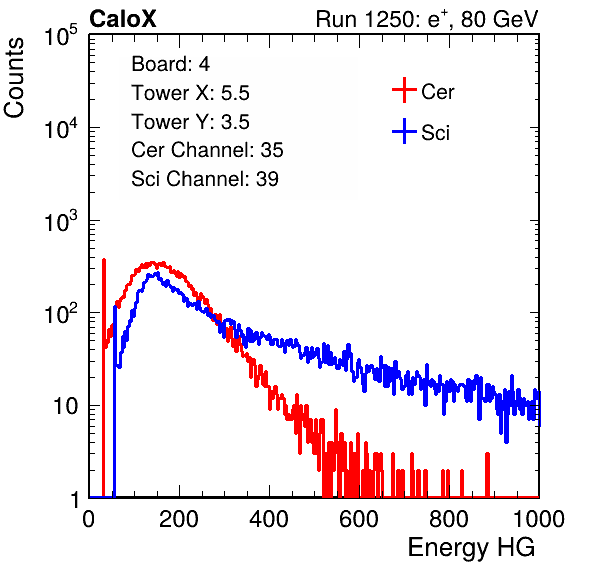 CaloX Run 1250: e⁺, 80 GeV
Counts
10⁵
10⁴
10³
10²
10
1
Board: 4
Tower X: 5.5
Tower Y: 3.5
Cer Channel: 35
Sci Channel: 39
Cer
Sci
0 200 400 600 800 1000
Energy HG